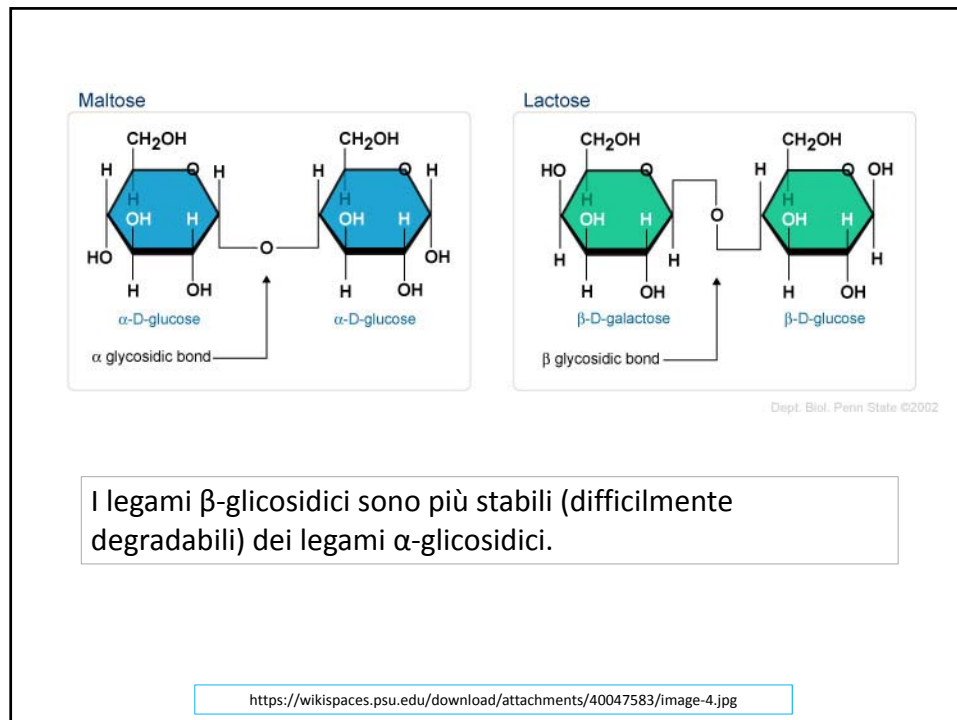 Maltose
CH₂OH
CH₂OH
H
O
H
H
O
H
H
H
OH
H
OH
H
HO
O
OH
H
OH
H
OH
α-D-glucose
α-D-glucose
α glycosidic bond
Lactose
CH₂OH
CH₂OH
HO
O
H
O
OH
H
H
OH
H
O
OH
H
H
H
H
H
H
OH
H
OH
β-D-galactose
β-D-glucose
β glycosidic bond
Dept. Biol. Penn State ©2002
I legami β-glicosidici sono più stabili (difficilmente
degradabili) dei legami α-glicosidici.
https://wikispaces.psu.edu/download/attachments/40047583/image-4.jpg